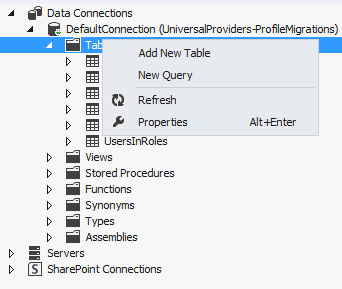 Data Connections
DefaultConnection (UniversalProviders-ProfileMigrations)
Tab
Add New Table
New Query
Refresh
Properties Alt+Enter
UsersInRoles
Views
Stored Procedures
Functions
Synonyms
Types
Assemblies
Servers
S SharePoint Connections